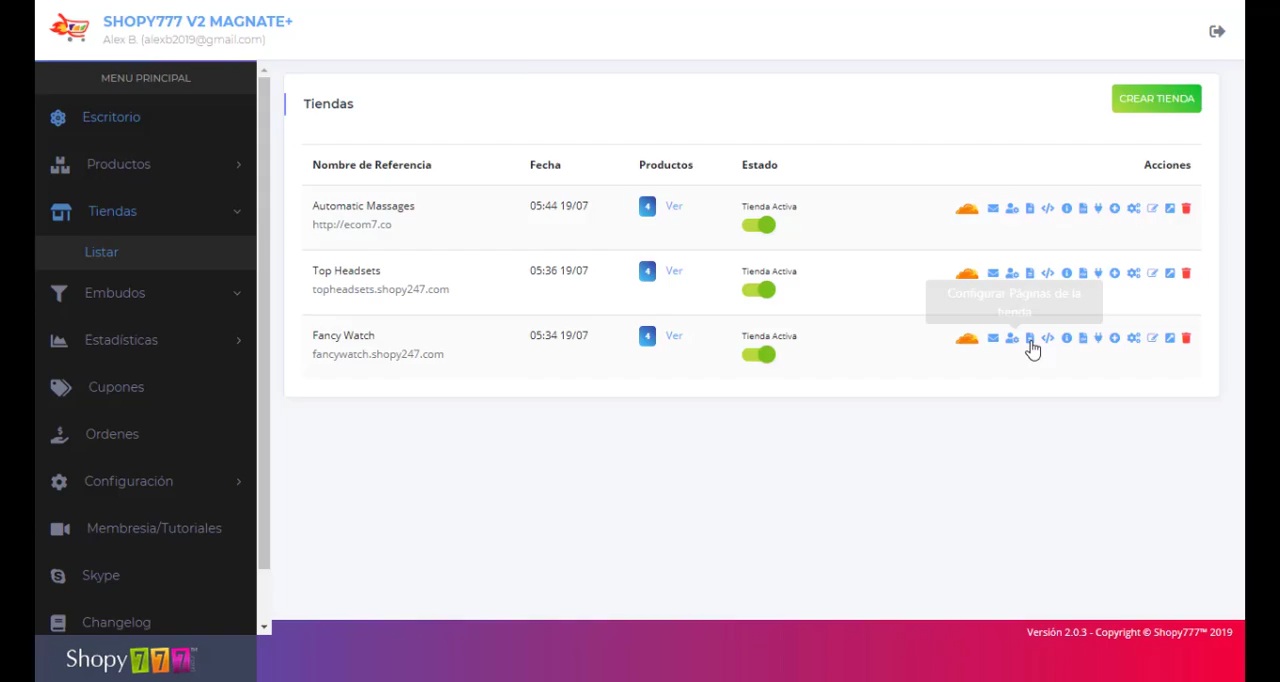 SHOPY777 V2 MAGNATE+
Alex B. (alexb2019@gmail.com)
MENU PRINCIPAL
Escritorio
Productos
Tiendas
Listar
Embudos
Estadísticas
Cupones
Ordenes
Configuración
Membresia/Tutoriales
Skype
Changelog
Shopy777
Tiendas
CREAR TIENDA
Nombre de Referencia Fecha Productos Estado Acciones
Automatic Massages 05:44 19/07 4 Ver Tienda Activa
http://ecom7.co
Top Headsets 05:36 19/07 4 Ver Tienda Activa
topheadsets.shopy247.com
Configurar Páginas de la
tienda
Fancy Watch 05:34 19/07 4 Ver Tienda Activa
fancywatch.shopy247.com
Versión 2.0.3 - Copyright © Shopy777™ 2019